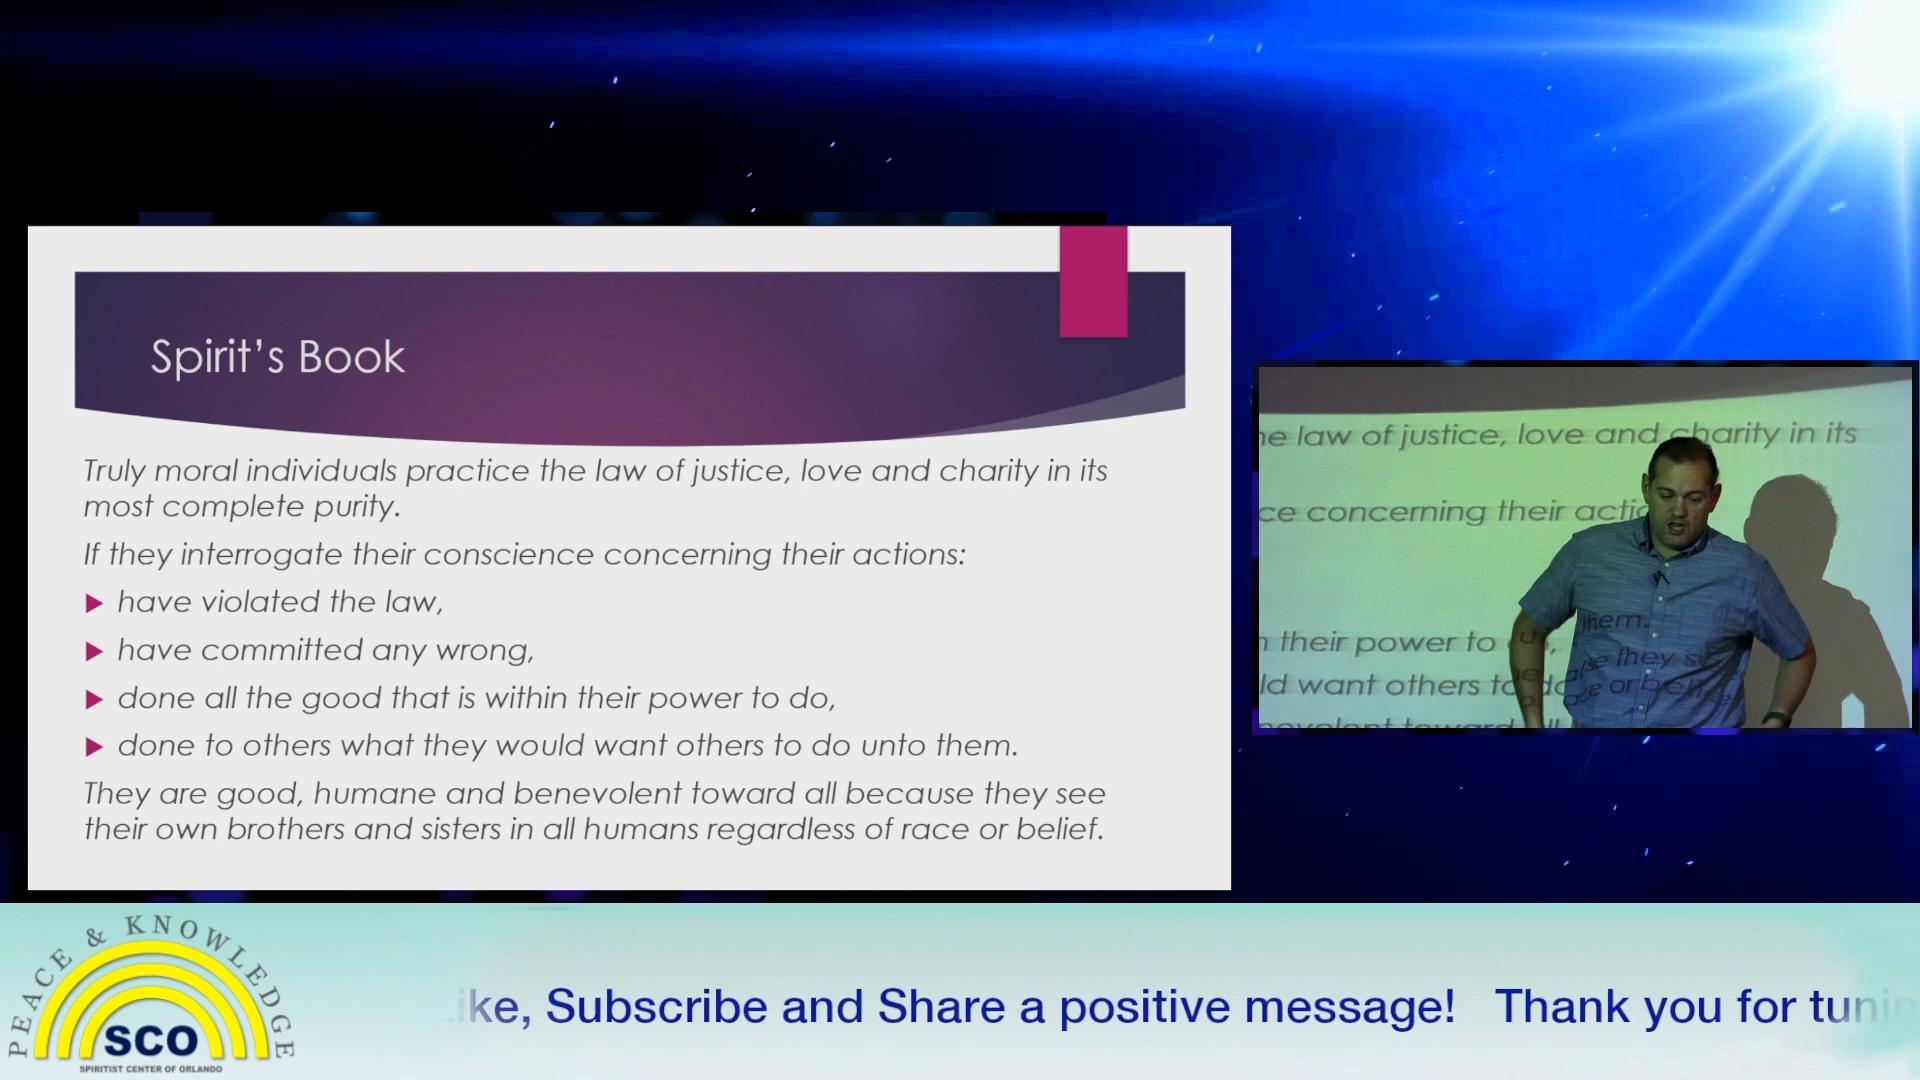 Spirit's Book
Truly moral individuals practice the law of justice, love and charity in its
most complete purity.
If they interrogate their conscience concerning their actions:
have violated the law,
have committed any wrong,
done all the good that is within their power to do,
done to others what they would want others to do unto them.
They are good, humane and benevolent toward all because they see
their own brothers and sisters in all humans regardless of race or belief.
law of justice, love and charity in its
concerning their
their power to
want others
them.
they
or
PEACE & KNOWLEDGE
SCO
SPIRITIST CENTER OF ORLANDO
ike, Subscribe and Share a positive message! Thank you for tunin